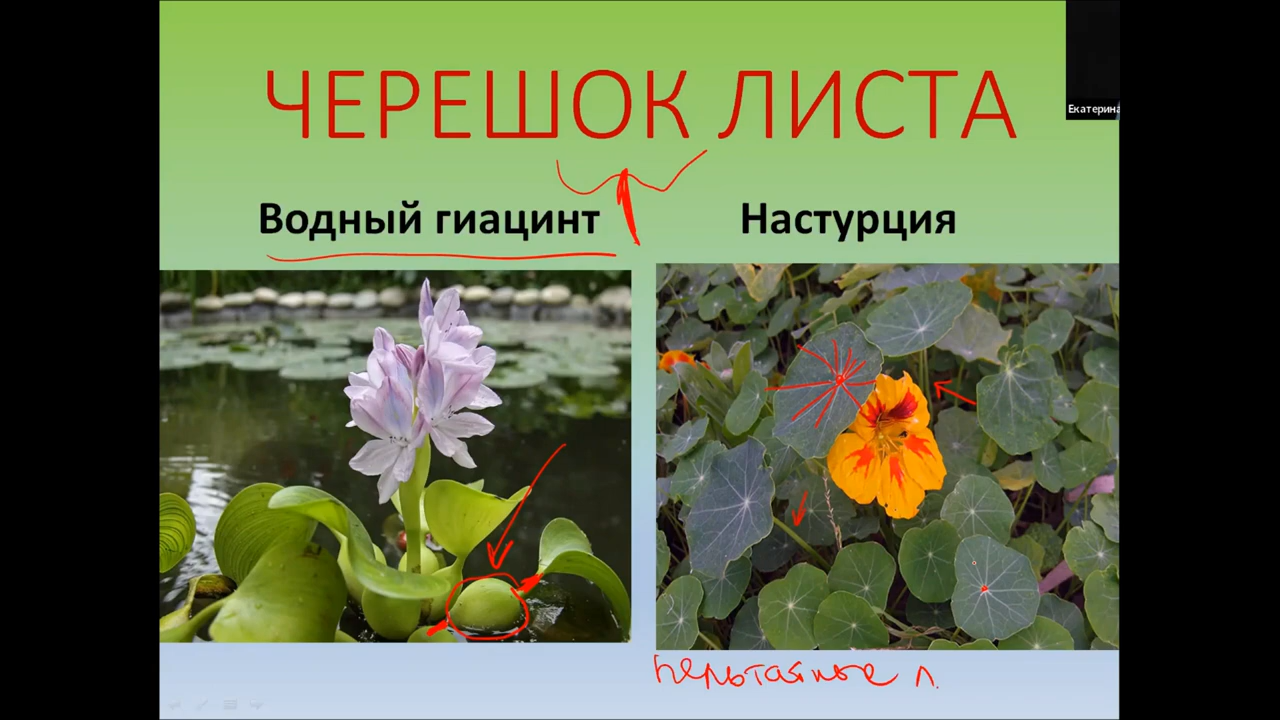 ЧЕРЕШОК ЛИСТА
Екатерина
Водный гиацинт
Настурция
пельтатные л.